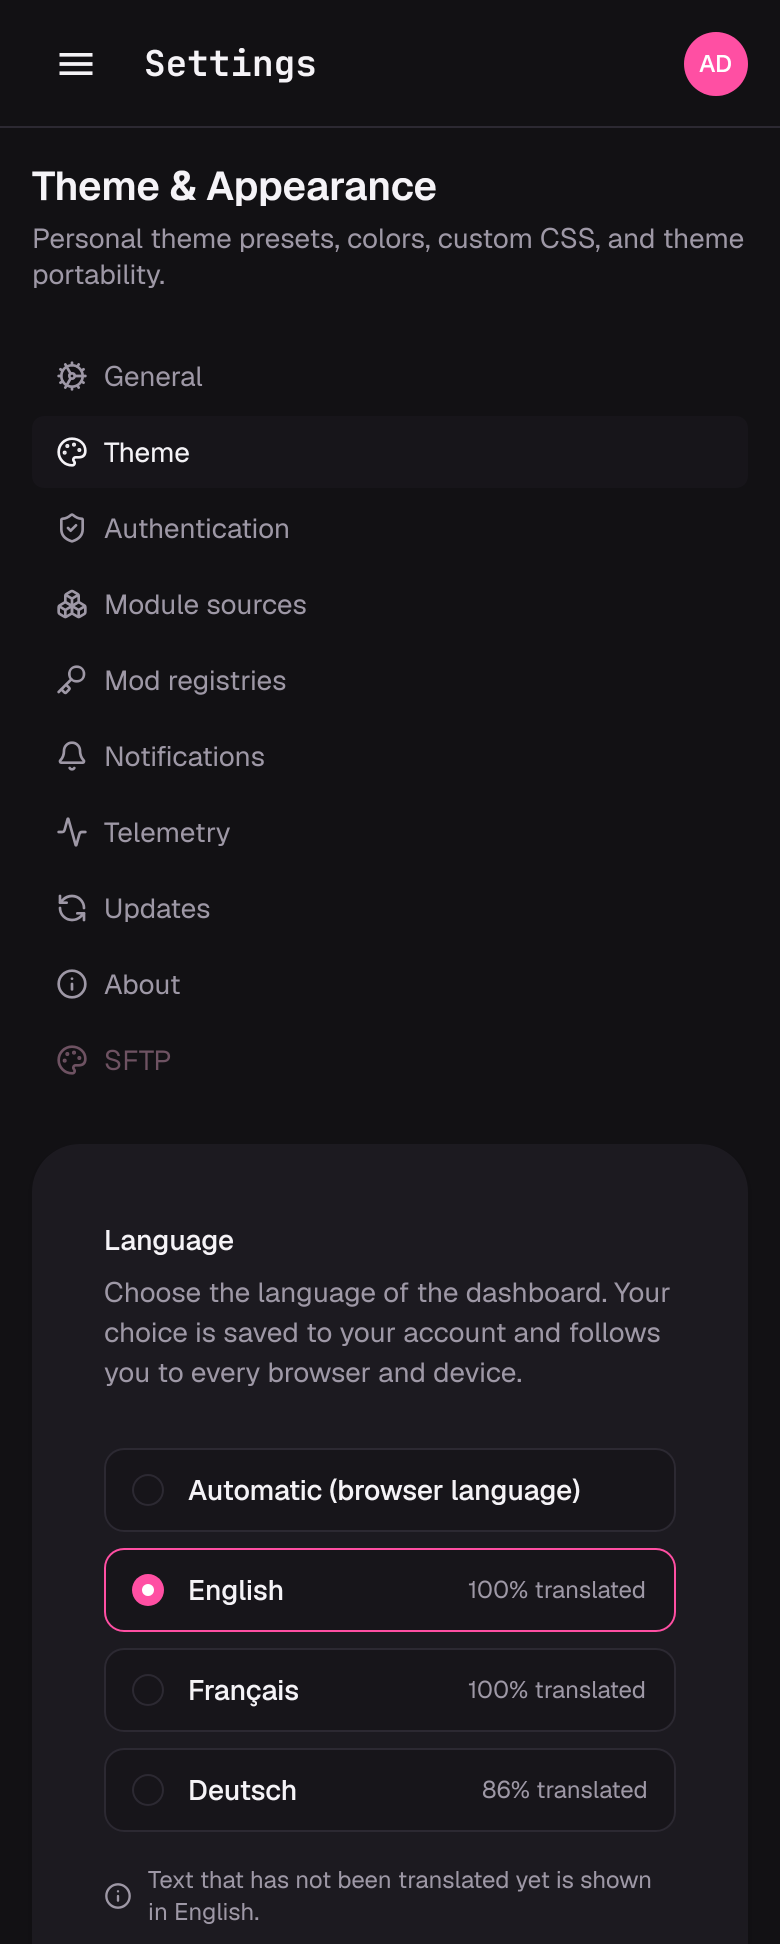 Settings
AD
Theme & Appearance
Personal theme presets, colors, custom CSS, and theme
portability.
General
Theme
Authentication
Module sources
Mod registries
Notifications
Telemetry
Updates
About
SFTP
Language
Choose the language of the dashboard. Your
choice is saved to your account and follows
you to every browser and device.
Automatic (browser language)
English 100% translated
Français 100% translated
Deutsch 86% translated
Text that has not been translated yet is shown
in English.